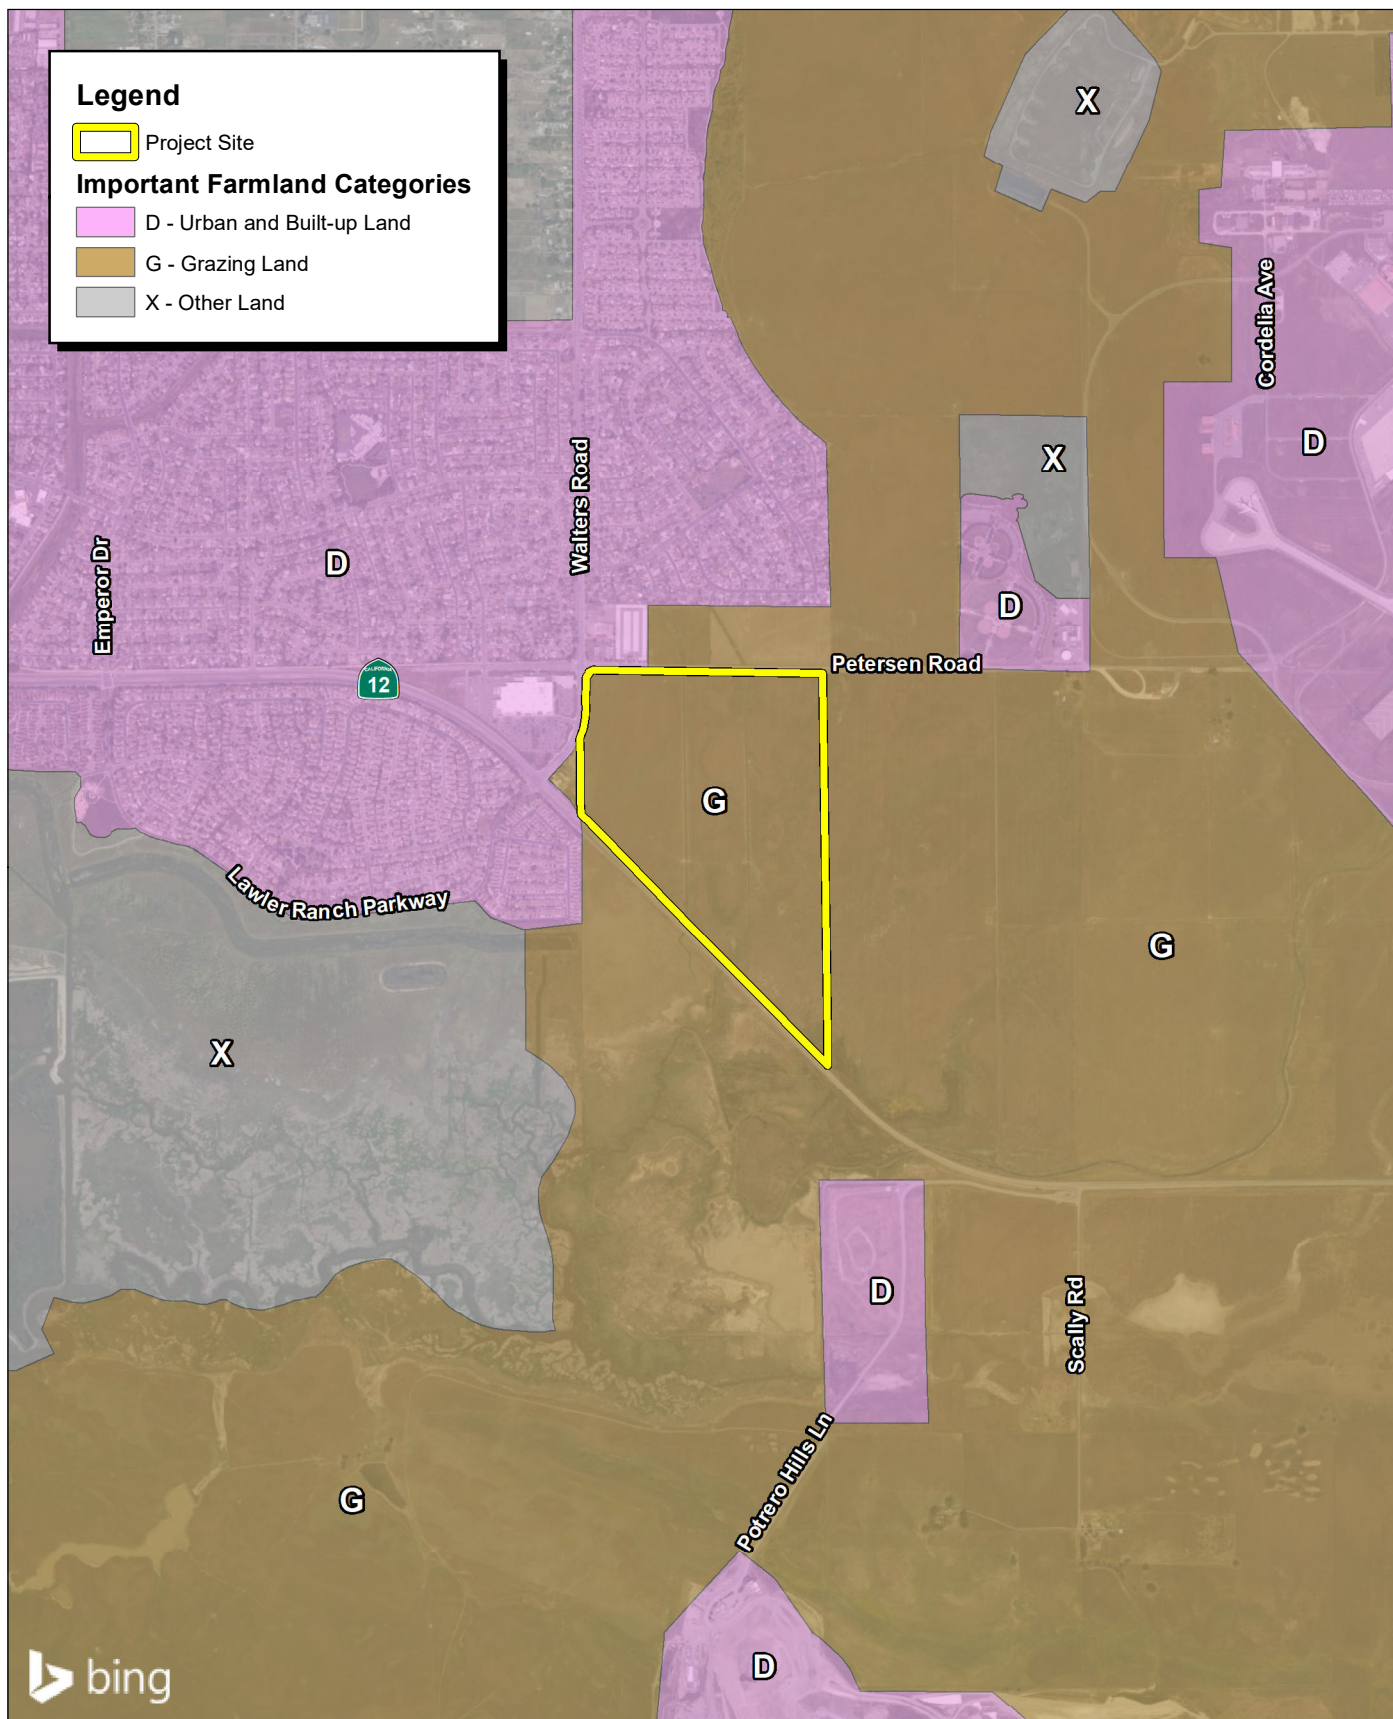 Legend
Project Site
Important Farmland Categories
D - Urban and Built-up Land
G - Grazing Land
X - Other Land
X
Cordelia Ave
D
X
Walters Road
Emperor Dr
D
D
CALIFORNIA
12
Petersen Road
G
Lawler Ranch Parkway
G
X
D
Scally Rd
Potrero Hills Ln
G
D
bing